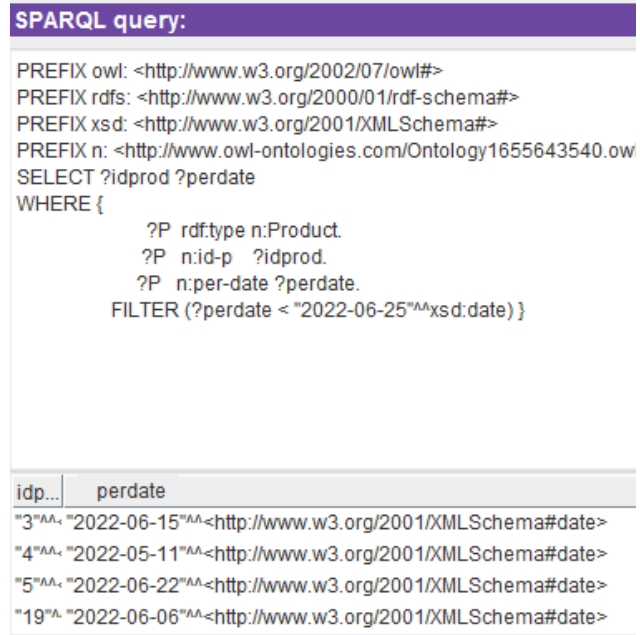 SPARQL query:
PREFIX owl: <http://www.w3.org/2002/07/owl#>
PREFIX rdfs: <http://www.w3.org/2000/01/rdf-schema#>
PREFIX xsd: <http://www.w3.org/2001/XMLSchema#>
PREFIX n: <http://www.owl-ontologies.com/Ontology1655643540.owl
SELECT ?idprod ?perdate
WHERE {
?P rdf:type n:Product.
?P n:id-p ?idprod.
?P n:per-date ?perdate.
FILTER (?perdate < "2022-06-25"^^xsd:date) }
idp... perdate
"3"^^< "2022-06-15"^^<http://www.w3.org/2001/XMLSchema#date>
"4"^^< "2022-05-11"^^<http://www.w3.org/2001/XMLSchema#date>
"5"^^< "2022-06-22"^^<http://www.w3.org/2001/XMLSchema#date>
"19"^ "2022-06-06"^^<http://www.w3.org/2001/XMLSchema#date>